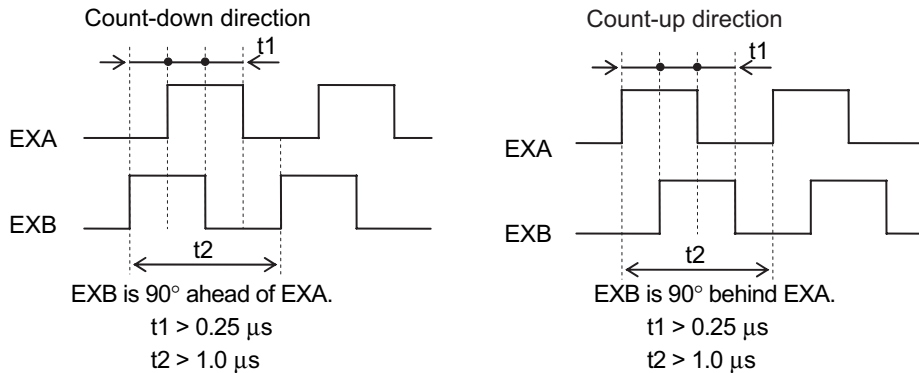 Count-down direction
t1
EXA
EXB
t2
EXB is 90° ahead of EXA.
t1 > 0.25 μs
t2 > 1.0 μs
Count-up direction
t1
EXA
EXB
t2
EXB is 90° behind EXA.
t1 > 0.25 μs
t2 > 1.0 μs